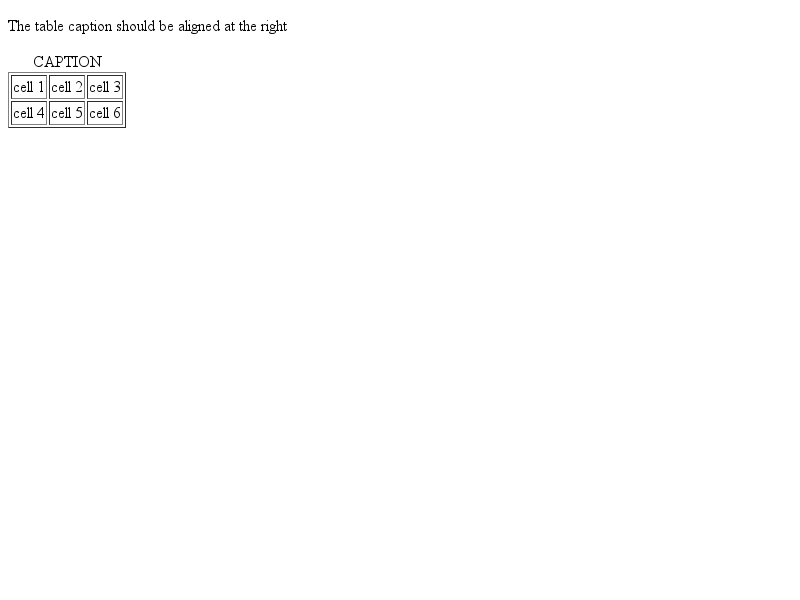 The table caption should be aligned at the right
CAPTION
cell 1 cell 2 cell 3
cell 4 cell 5 cell 6